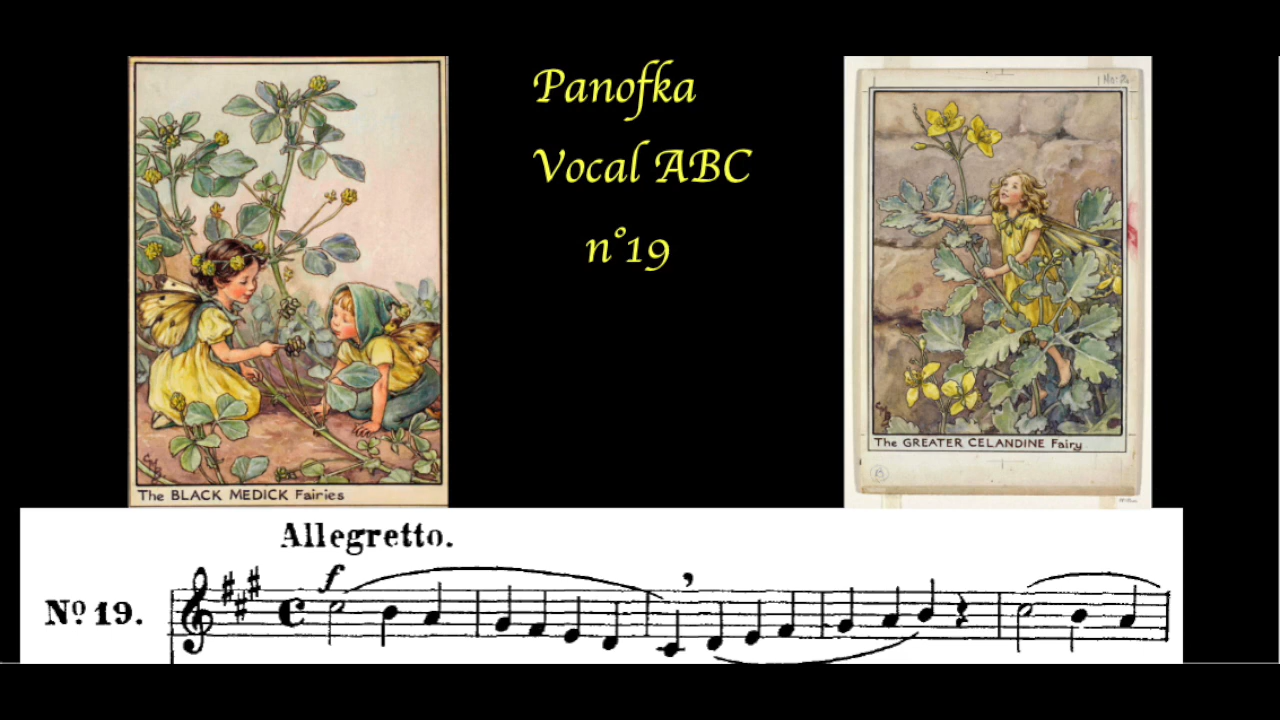 Panofka
Vocal ABC
n°19
The BLACK MEDICK Fairies
The GREATER CELANDINE Fairy
Allegretto.
f
Nº 19.